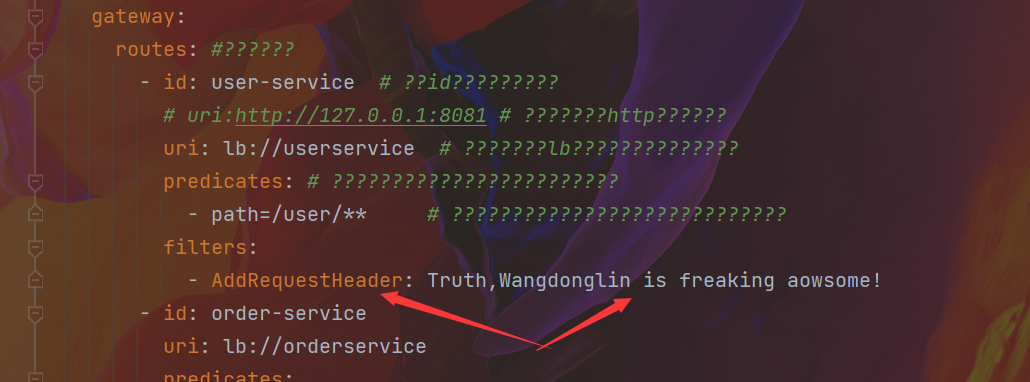 gateway:
routes: #??????
- id: user-service # ??id?????????
# uri:http://127.0.0.1:8081 # ???????http??????
uri: lb://userservice # ???????lb??????????????
predicates: # ????????????????????????
- path=/user/** # ????????????????????????????
filters:
- AddRequestHeader: Truth,Wangdonglin is freaking aowsome!
- id: order-service
uri: lb://orderservice
predicates: